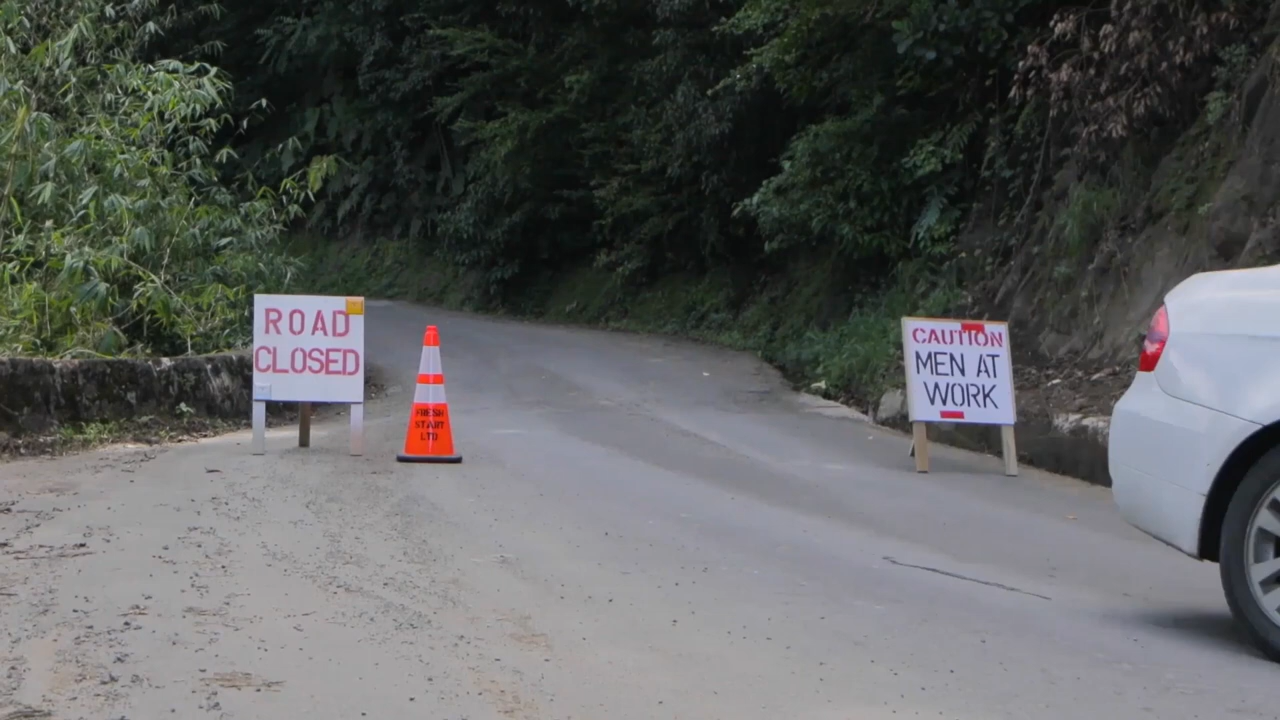 ROAD
CLOSED
FRESH
START
LTD
CAUTION
MEN AT
WORK